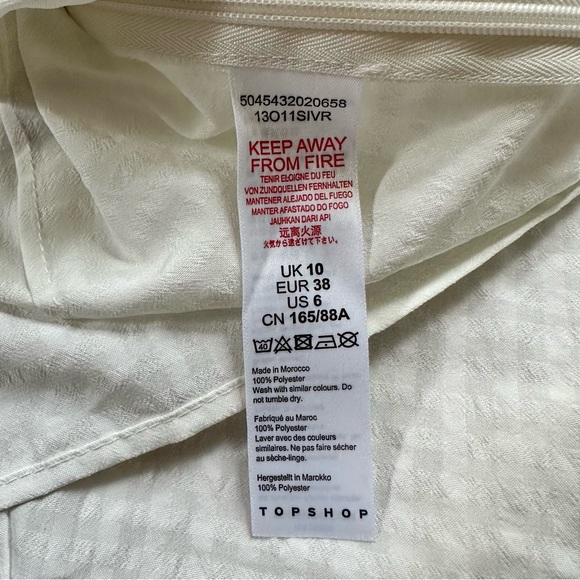 5045432020658
13O11SIVR
KEEP AWAY
FROM FIRE
TENIR ELOIGNE DU FEU
VON ZUNDQUELLEN FERNHALTEN
MANTENER ALEJADO DEL FUEGO
MANTER AFASTADO DO FOGO
JAUHKAN DARI API
远离火源
火気から遠ざけて下さい。
UK 10
EUR 38
US 6
CN 165/88A
40
Made in Morocco
100% Polyester
Wash with similar colours. Do
not tumble dry.
Fabriqué au Maroc
100% Polyester
Laver avec des couleurs
similaires. Ne pas faire sécher
au sèche-linge.
Hergestellt in Marokko
100% Polyester
TOPSHOP